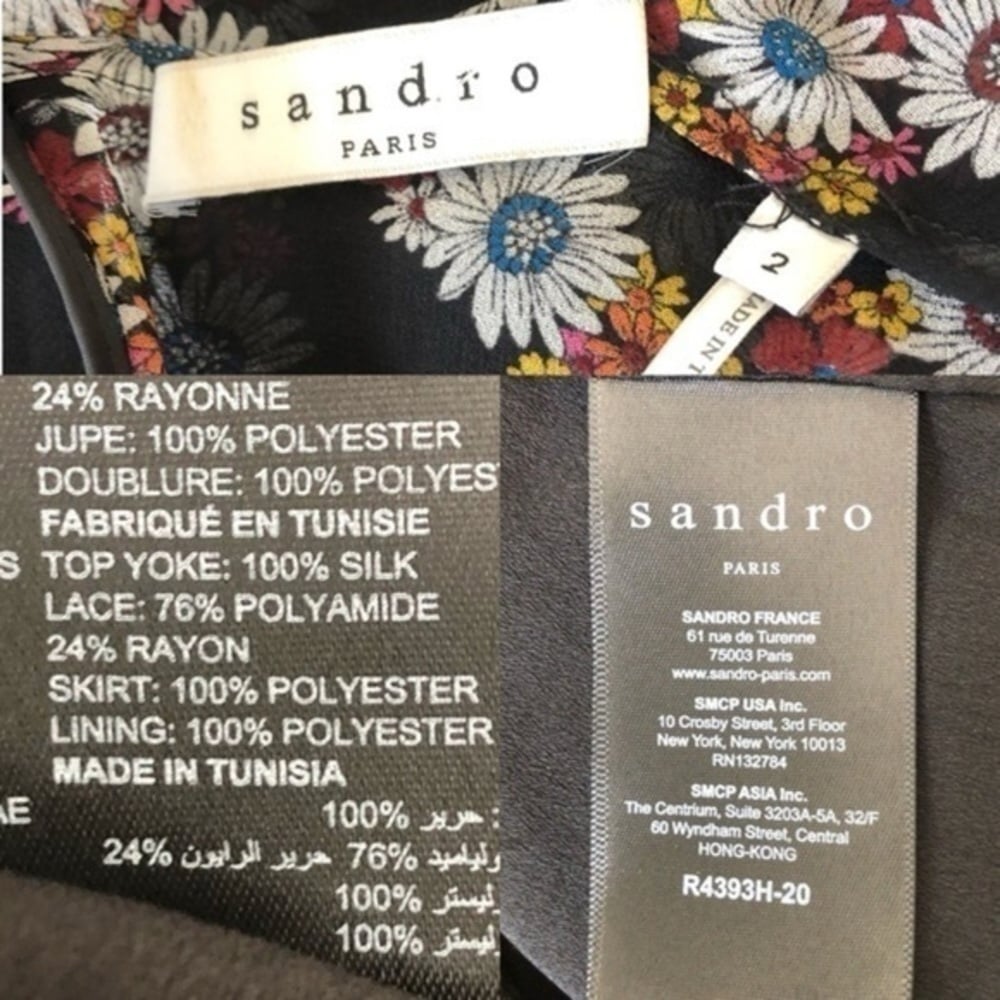 sandro
PARIS
2
MADE IN T
24% RAYONNE
JUPE: 100% POLYESTER
DOUBLURE: 100% POLYES
FABRIQUÉ EN TUNISIE
S TOP YOKE: 100% SILK
LACE: 76% POLYAMIDE
24% RAYON
SKIRT: 100% POLYESTER
LINING: 100% POLYESTER
MADE IN TUNISIA
AE
: حرير 100%
ولياميد 76% حرير الرايون 24%
ليستر 100%
ليستر 100%
sandro
PARIS
SANDRO FRANCE
61 rue de Turenne
75003 Paris
www.sandro-paris.com
SMCP USA Inc.
10 Crosby Street, 3rd Floor
New York, New York 10013
RN132784
SMCP ASIA Inc.
The Centrium, Suite 3203A-5A, 32/F
60 Wyndham Street, Central
HONG-KONG
R4393H-20